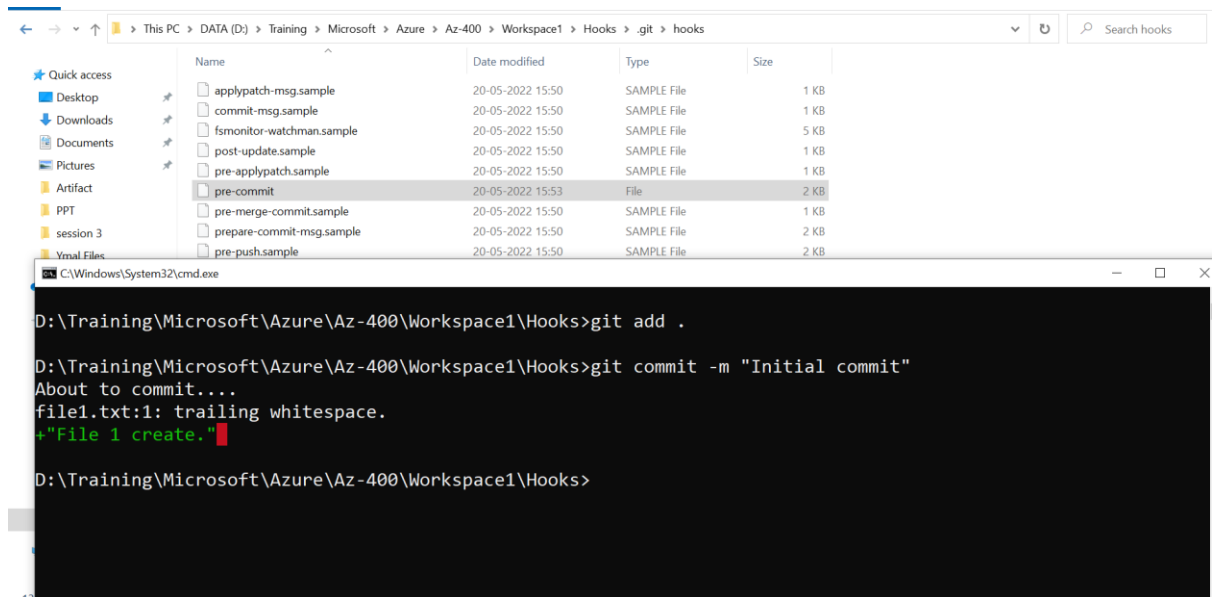 This PC > DATA (D:) > Training > Microsoft > Azure > Az-400 > Workspace1 > Hooks > .git > hooks
Search hooks
Name Date modified Type Size
Quick access
Desktop
Downloads
Documents
Pictures
Artifact
PPT
session 3
Ymal Files
applypatch-msg.sample 20-05-2022 15:50 SAMPLE File 1 KB
commit-msg.sample 20-05-2022 15:50 SAMPLE File 1 KB
fsmonitor-watchman.sample 20-05-2022 15:50 SAMPLE File 5 KB
post-update.sample 20-05-2022 15:50 SAMPLE File 1 KB
pre-applypatch.sample 20-05-2022 15:50 SAMPLE File 1 KB
pre-commit 20-05-2022 15:53 File 2 KB
pre-merge-commit.sample 20-05-2022 15:50 SAMPLE File 1 KB
prepare-commit-msg.sample 20-05-2022 15:50 SAMPLE File 2 KB
pre-push.sample 20-05-2022 15:50 SAMPLE File 2 KB
C:\Windows\System32\cmd.exe
D:\Training\Microsoft\Azure\Az-400\Workspace1\Hooks>git add .
D:\Training\Microsoft\Azure\Az-400\Workspace1\Hooks>git commit -m "Initial commit"
About to commit....
file1.txt:1: trailing whitespace.
+"File 1 create."
D:\Training\Microsoft\Azure\Az-400\Workspace1\Hooks>